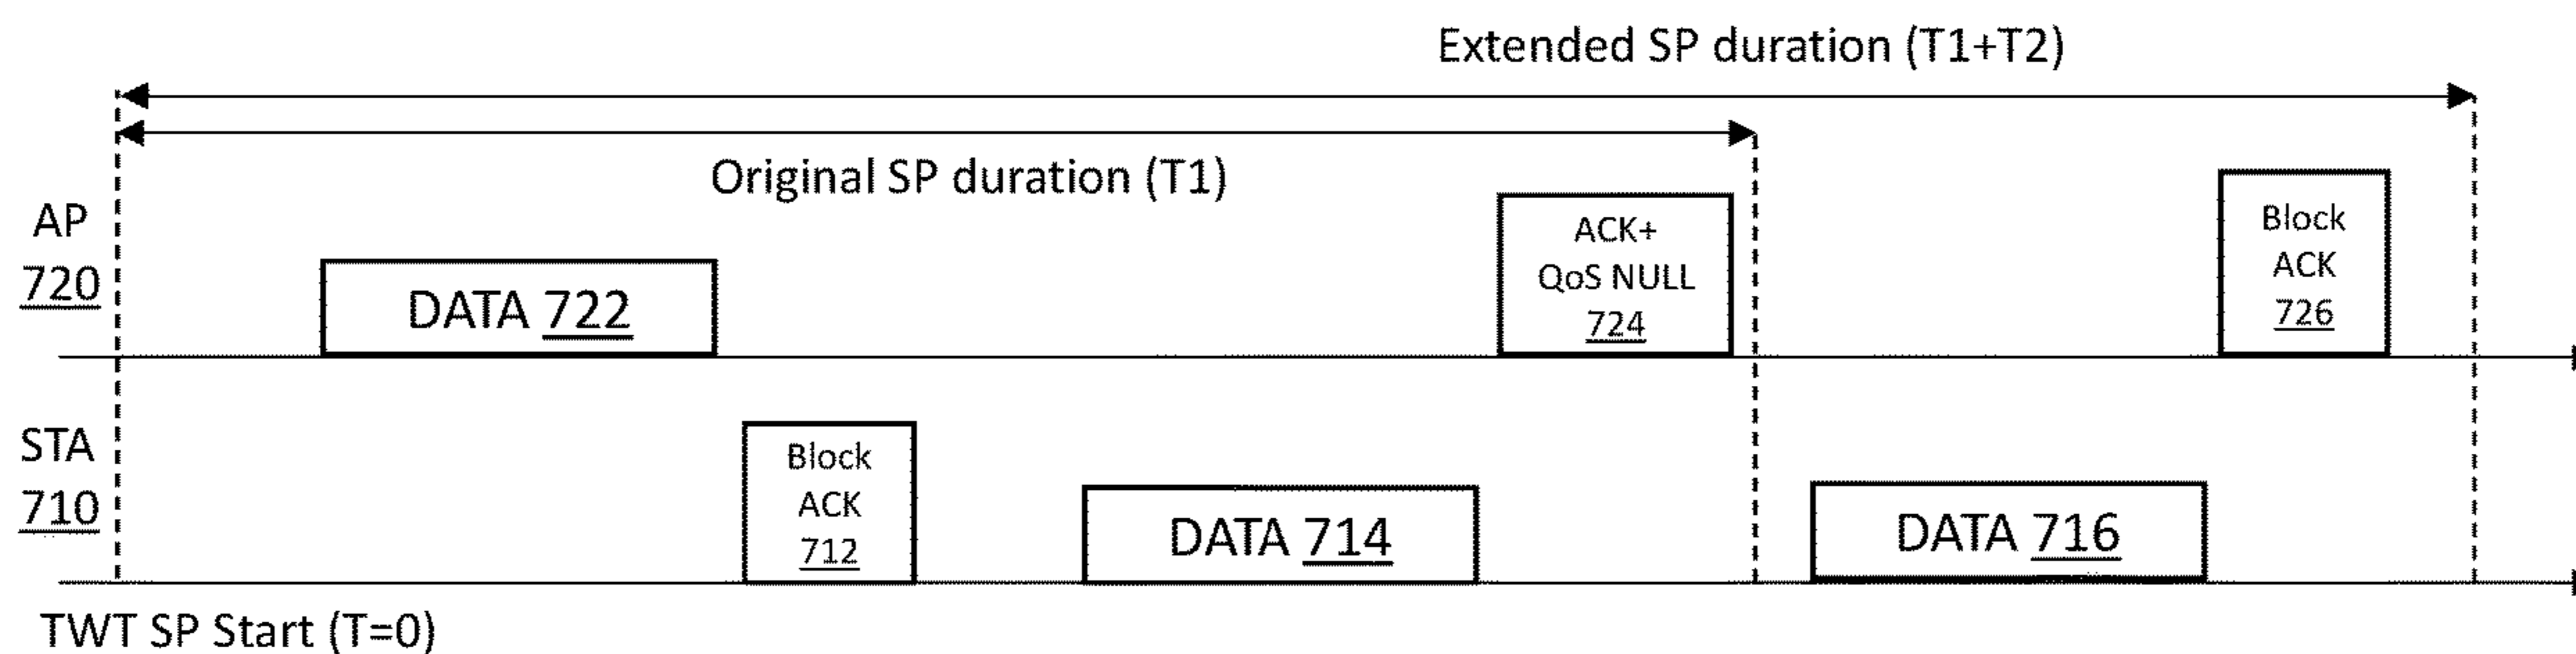 Extended SP duration (T1+T2)
Original SP duration (T1)
AP
720
DATA 722
ACK+
QoS NULL
724
Block
ACK
726
STA
710
Block
ACK
712
DATA 714
DATA 716
TWT SP Start (T=0)